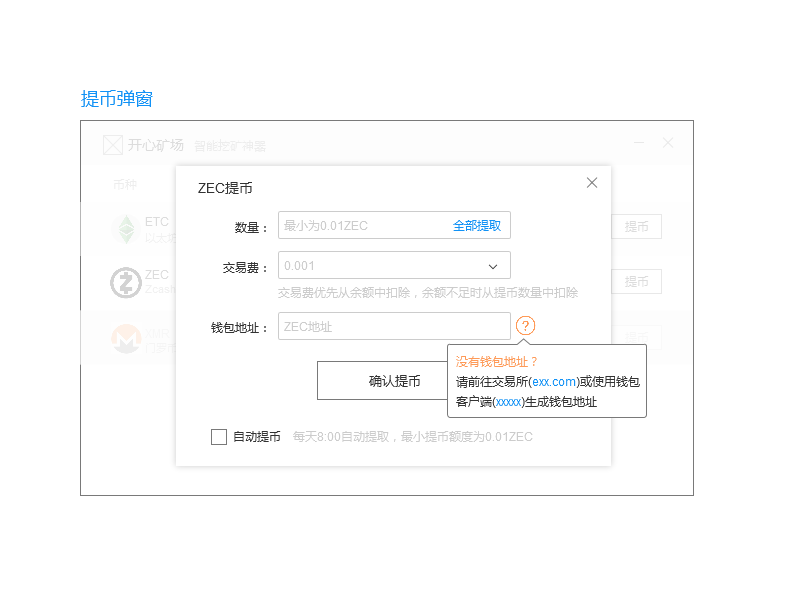 提币弹窗
开心矿场 智能挖矿神器
币种
ZEC提币
数量： 最小为0.01ZEC 全部提取
ETC
以太
提币
交易费： 0.001
ZEC
Zcash
提币
交易费优先从余额中扣除，余额不足时从提币数量中扣除
钱包地址： ZEC地址 ?
提币
没有钱包地址？
请前往交易所(exx.com)或使用钱包
客户端(xxxxx)生成钱包地址
确认提币
自动提币 每天8:00自动提取，最小提币额度为0.01ZEC